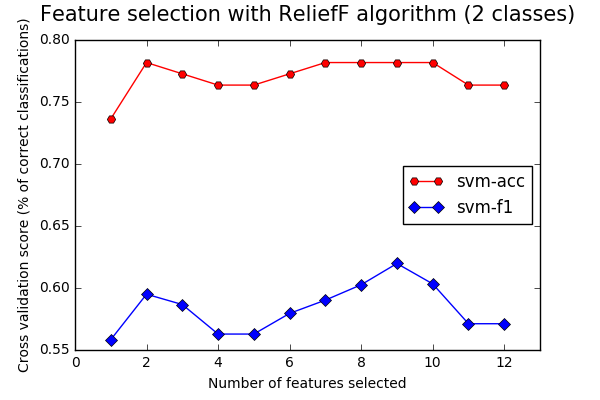 Feature selection with ReliefF algorithm (2 classes)
Cross validation score (% of correct classifications)
0.80
0.75
0.70
0.65
0.60
0.55
svm-acc
svm-f1
0 2 4 6 8 10 12
Number of features selected